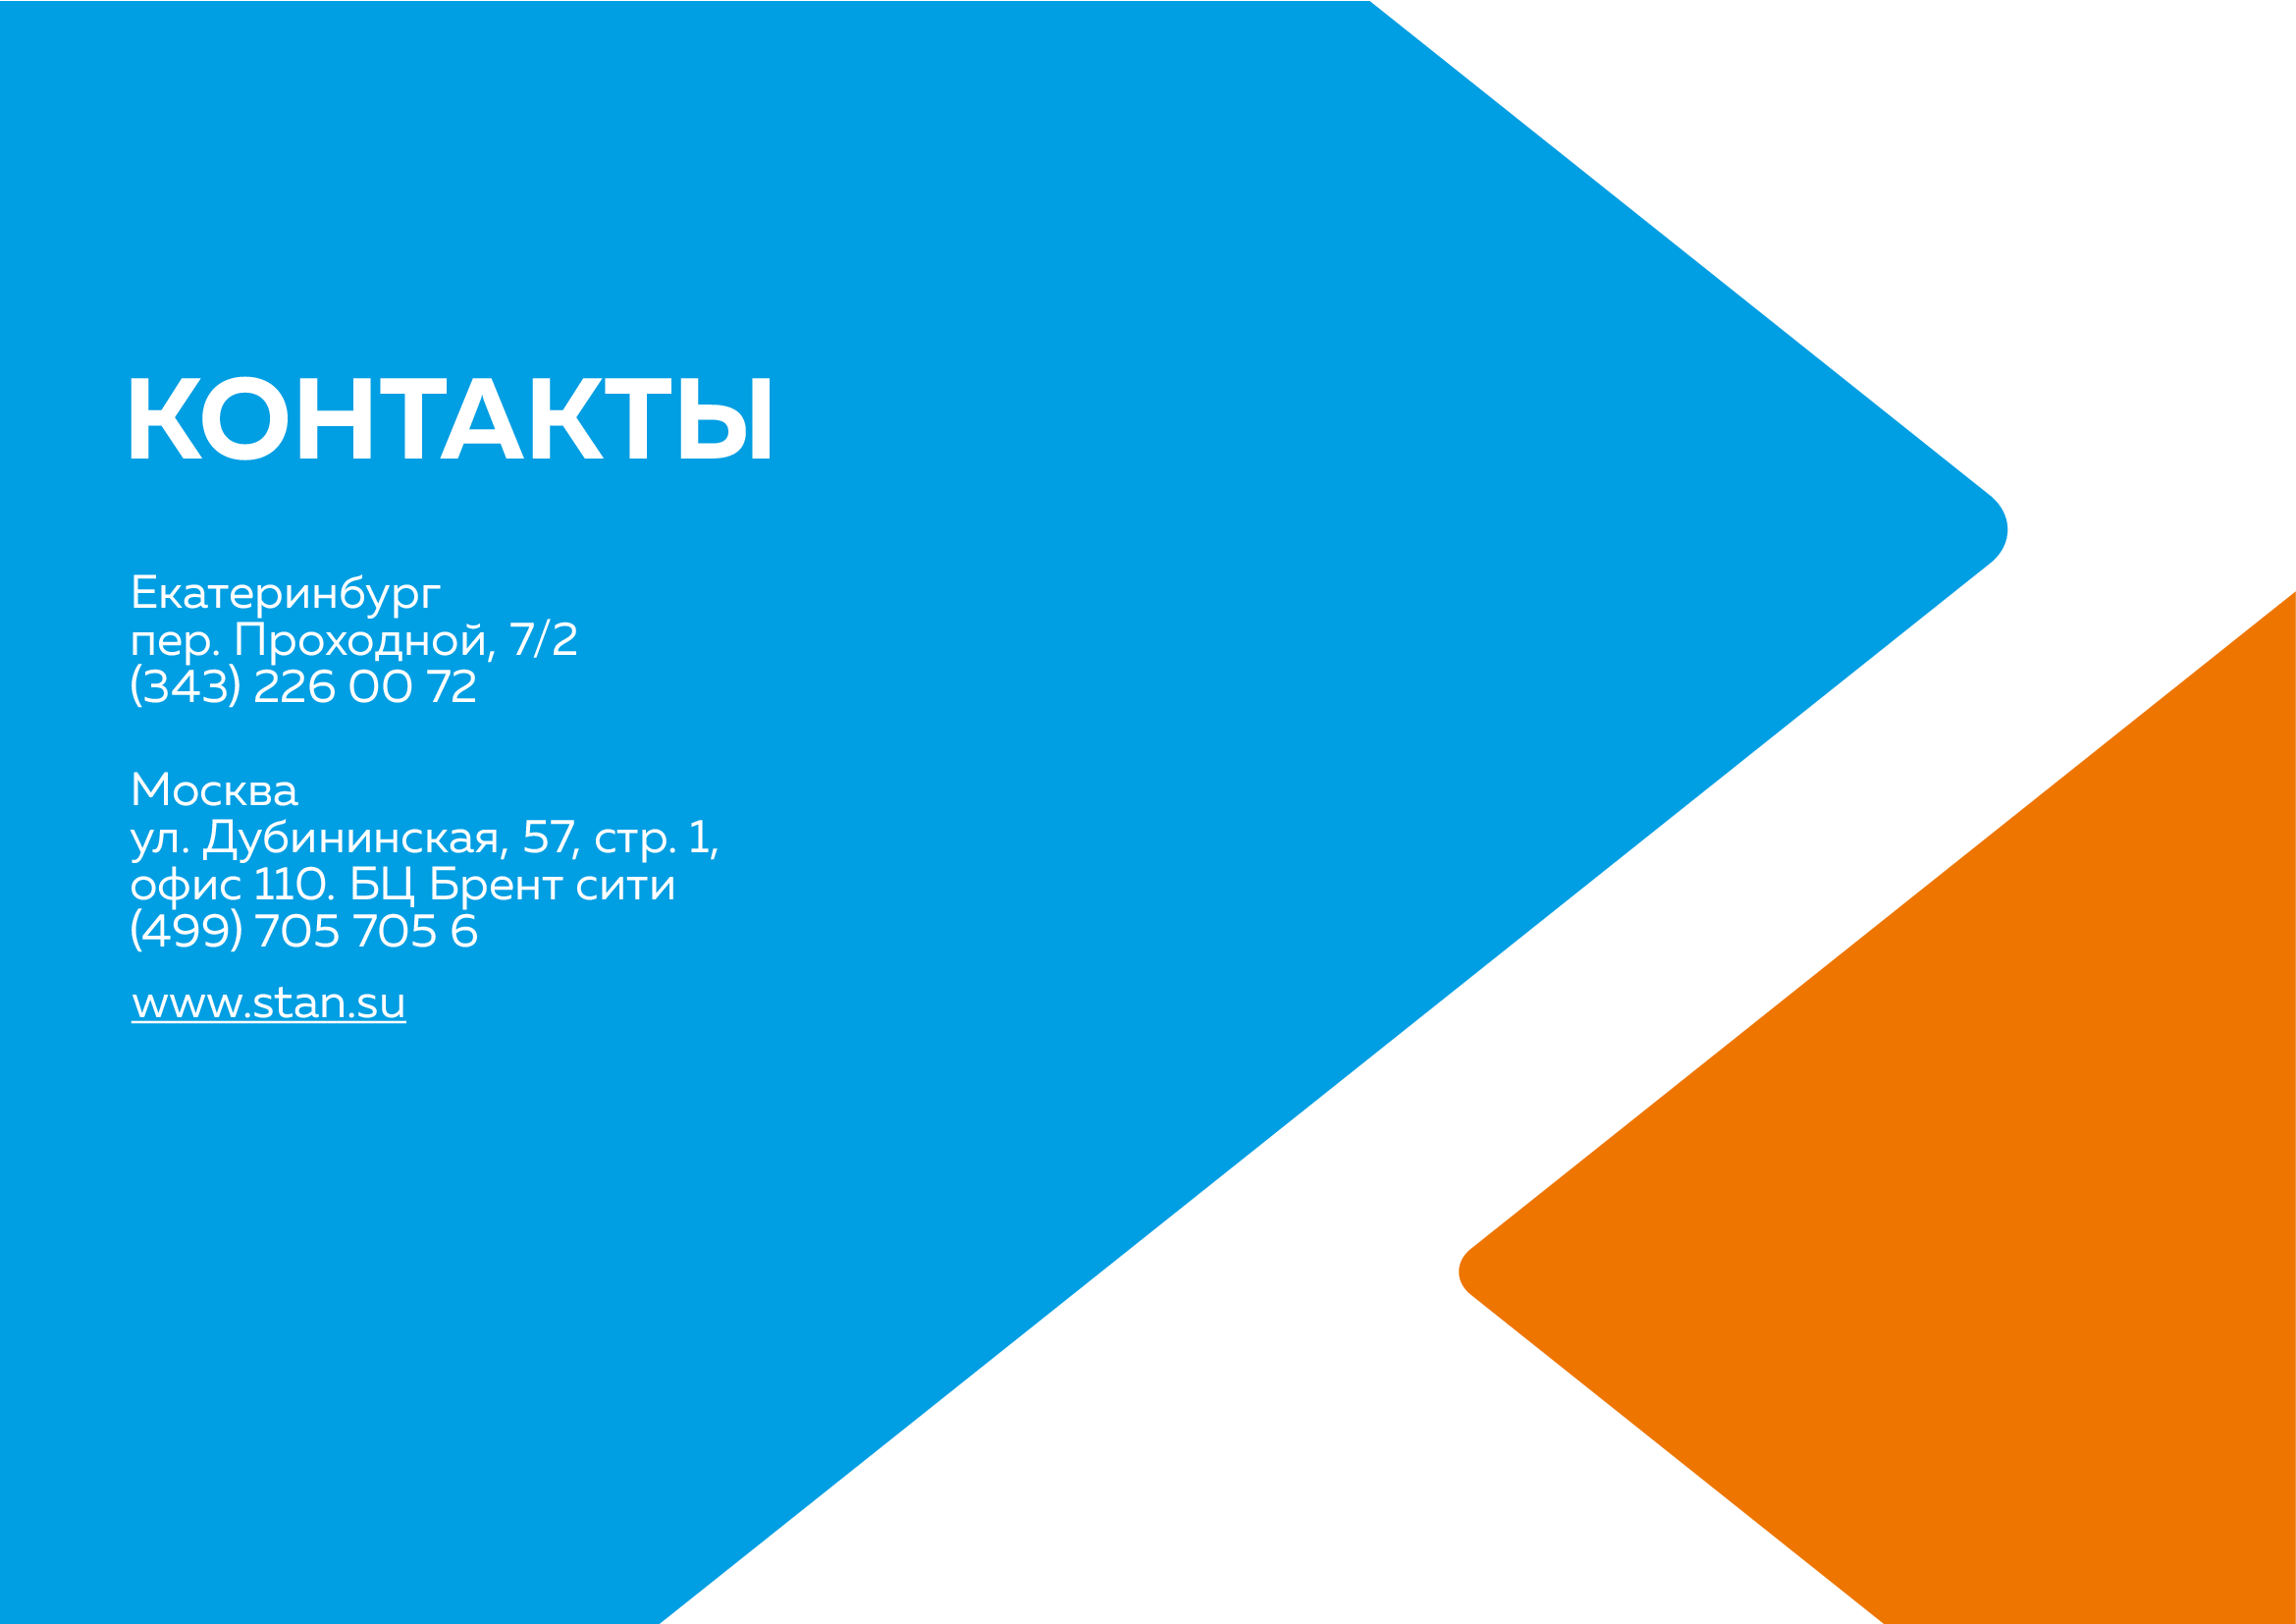 КОНТАКТЫ
Екатеринбург
пер. Проходной, 7/2
(343) 226 00 72
Москва
ул. Дубининская, 57, стр. 1,
офис 110. БЦ Брент сити
(499) 705 705 6
www.stan.su